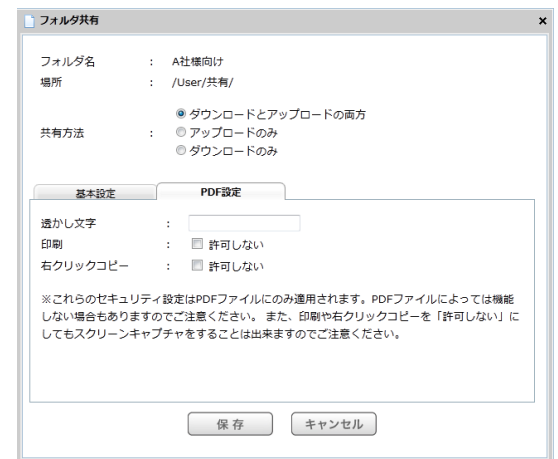 フォルダ共有
フォルダ名 : A社様向け
場所 : /User/共有/
ダウンロードとアップロードの両方
共有方法 : アップロードのみ
ダウンロードのみ
基本設定 PDF設定
透かし文字 :
印刷 : 許可しない
右クリックコピー : 許可しない
※これらのセキュリティ設定はPDFファイルにのみ適用されます。PDFファイルによっては機能
しない場合もありますのでご注意ください。 また、印刷や右クリックコピーを「許可しない」に
してもスクリーンキャプチャをすることは出来ますのでご注意ください。
保存 キャンセル